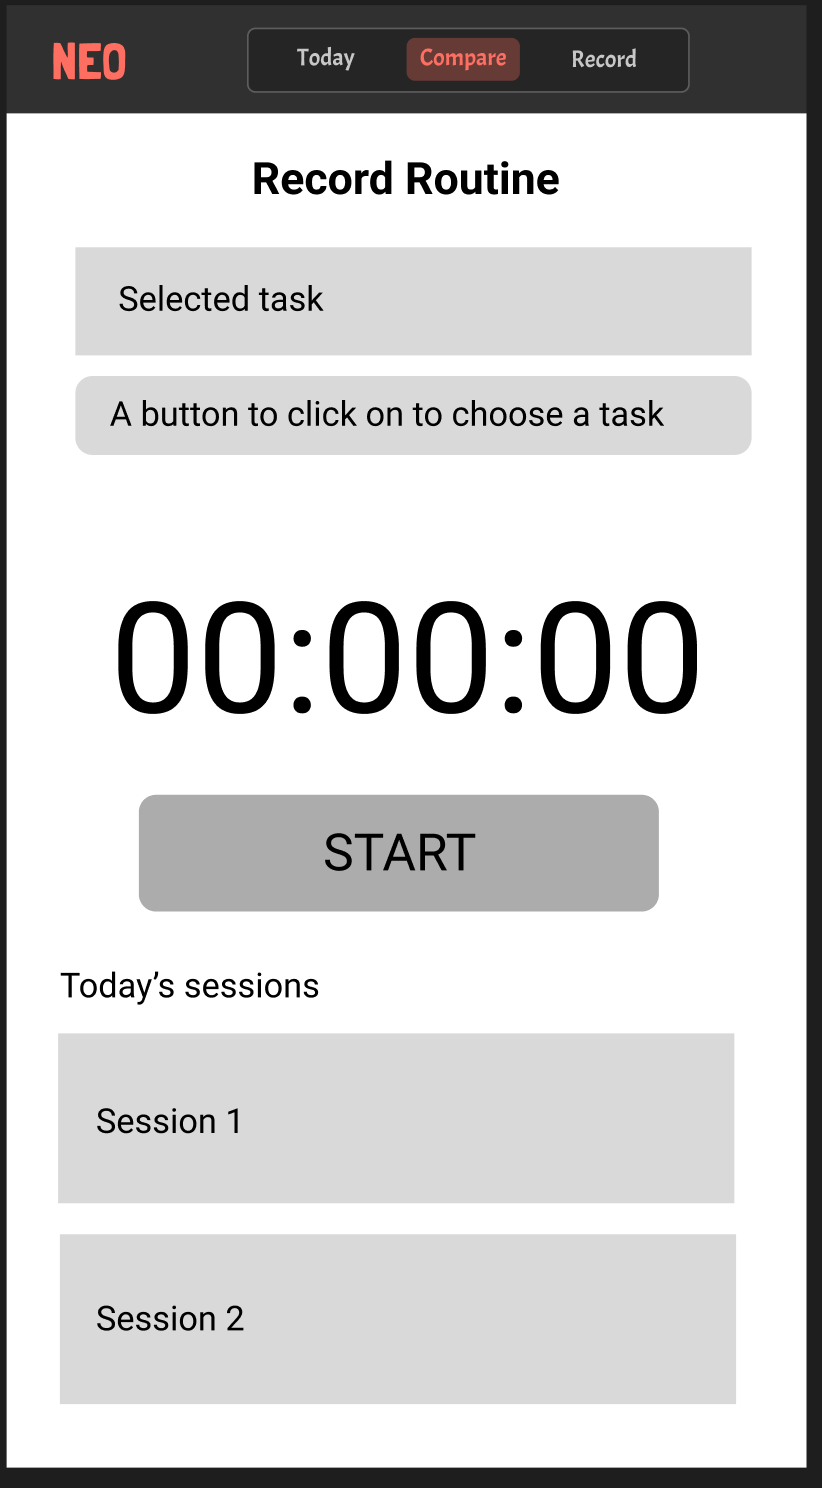 NEO
Today Compare Record
Record Routine
Selected task
A button to click on to choose a task
00:00:00
START
Today’s sessions
Session 1
Session 2